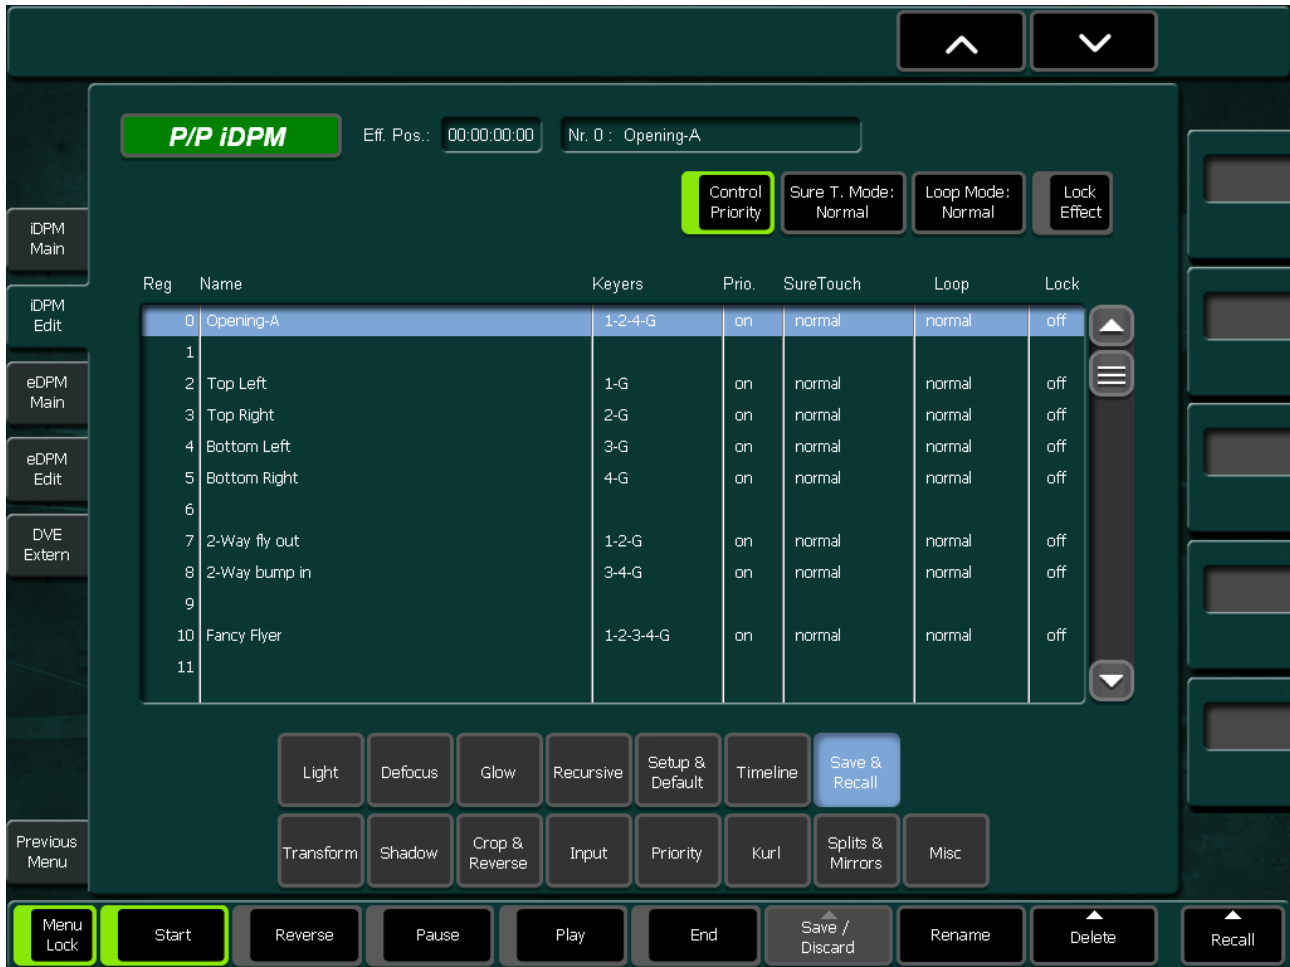 P/P iDPM Eff. Pos.: 00:00:00:00 Nr. 0 : Opening-A
Control Priority Sure T. Mode: Normal Loop Mode: Normal Lock Effect
iDPM Main
iDPM Edit
eDPM Main
eDPM Edit
DVE Extern
Previous Menu
Reg Name Keyers Prio. SureTouch Loop Lock
0 Opening-A 1-2-4-G on normal normal off
1
2 Top Left 1-G on normal normal off
3 Top Right 2-G on normal normal off
4 Bottom Left 3-G on normal normal off
5 Bottom Right 4-G on normal normal off
6
7 2-Way fly out 1-2-G on normal normal off
8 2-Way bump in 3-4-G on normal normal off
9
10 Fancy Flyer 1-2-3-4-G on normal normal off
11
Light Defocus Glow Recursive Setup & Default Timeline Save & Recall
Transform Shadow Crop & Reverse Input Priority Kurl Splits & Mirrors Misc
Menu Lock Start Reverse Pause Play End Save / Discard Rename Delete Recall